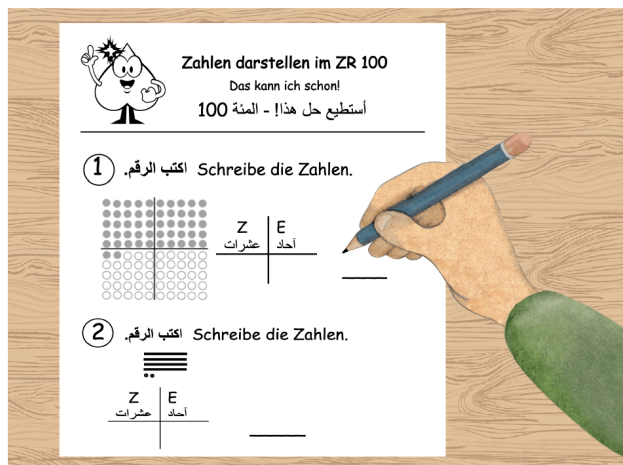 Zahlen darstellen im ZR 100
Das kann ich schon!
أستطيع حل هذا! - المئة 100
1 اكتب الرقم. Schreibe die Zahlen.
Z E
عشرات آحاد
2 اكتب الرقم. Schreibe die Zahlen.
Z E
عشرات آحاد